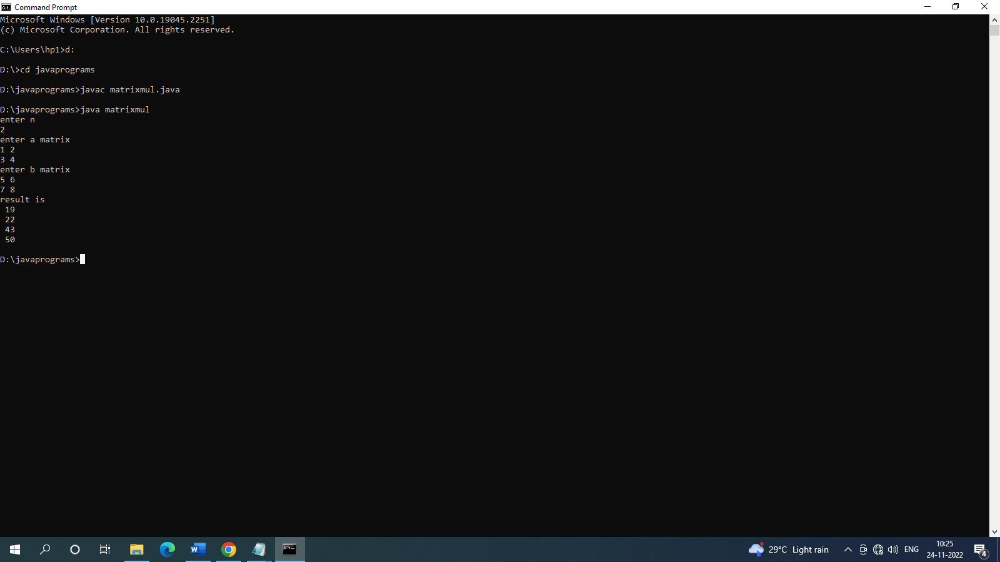 Command Prompt
Microsoft Windows [Version 10.0.19045.2251]
(c) Microsoft Corporation. All rights reserved.
C:\Users\hp1>d:
D:\>cd javaprograms
D:\javaprograms>javac matrixmul.java
D:\javaprograms>java matrixmul
enter n
2
enter a matrix
1 2
3 4
enter b matrix
5 6
7 8
result is
19
22
43
50
D:\javaprograms>
29°C Light rain
ENG
10:25
24-11-2022
4